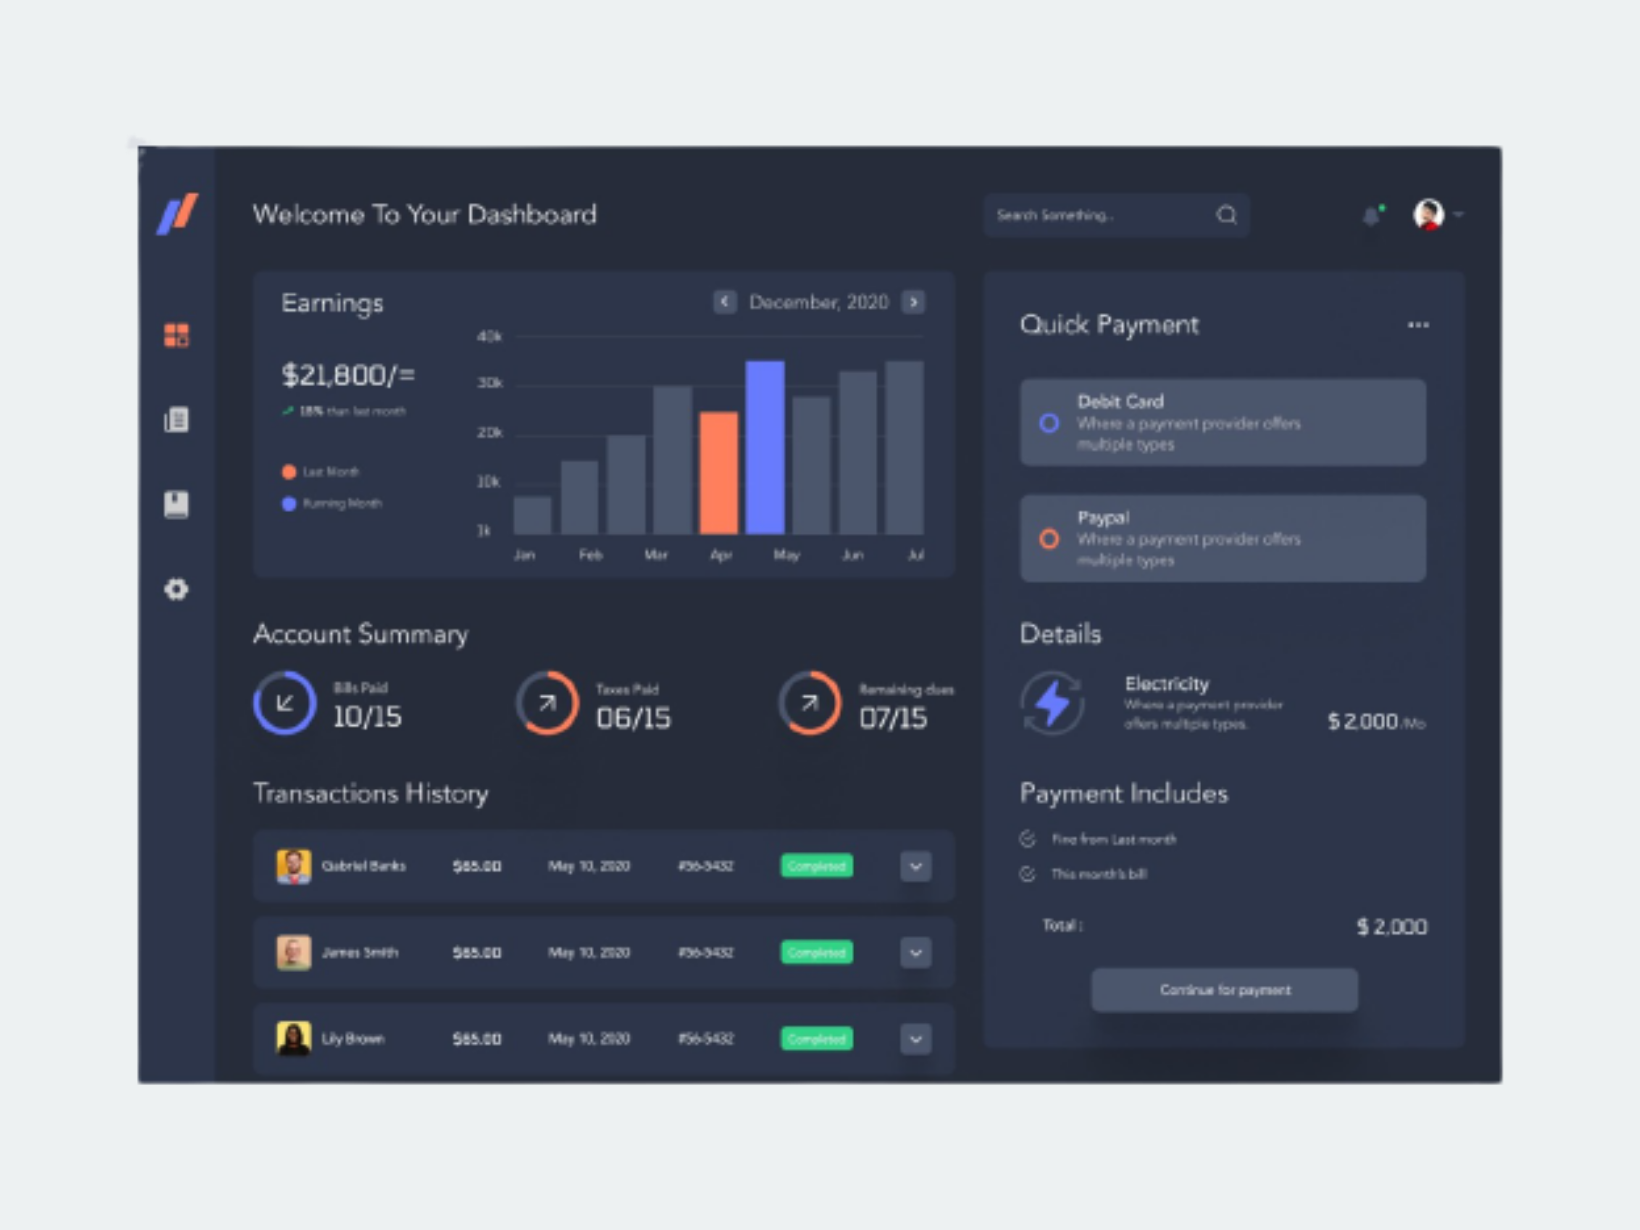 Welcome To Your Dashboard
Search Something..
Earnings
December, 2020
$21,800/=
18% than last month
Last Month
Running Month
40k
30k
20k
10k
1k
Jan Feb Mar Apr May Jun Jul
Quick Payment
Debit Card
Where a payment provider offers
multiple types
Paypal
Where a payment provider offers
multiple types
Account Summary
Bills Paid
10/15
Taxes Paid
06/15
Remaining dues
07/15
Details
Electricity
Where a payment provider
offers multiple types.
$ 2,000 /Mo
Transactions History
Gabriel Banks $65.00 May 10, 2020 #56-5432 Completed
James Smith $65.00 May 10, 2020 #56-5432 Completed
Lily Brown $65.00 May 10, 2020 #56-5432 Completed
Payment Includes
Fine from Last month
This month's bill
Total : $ 2,000
Continue for payment